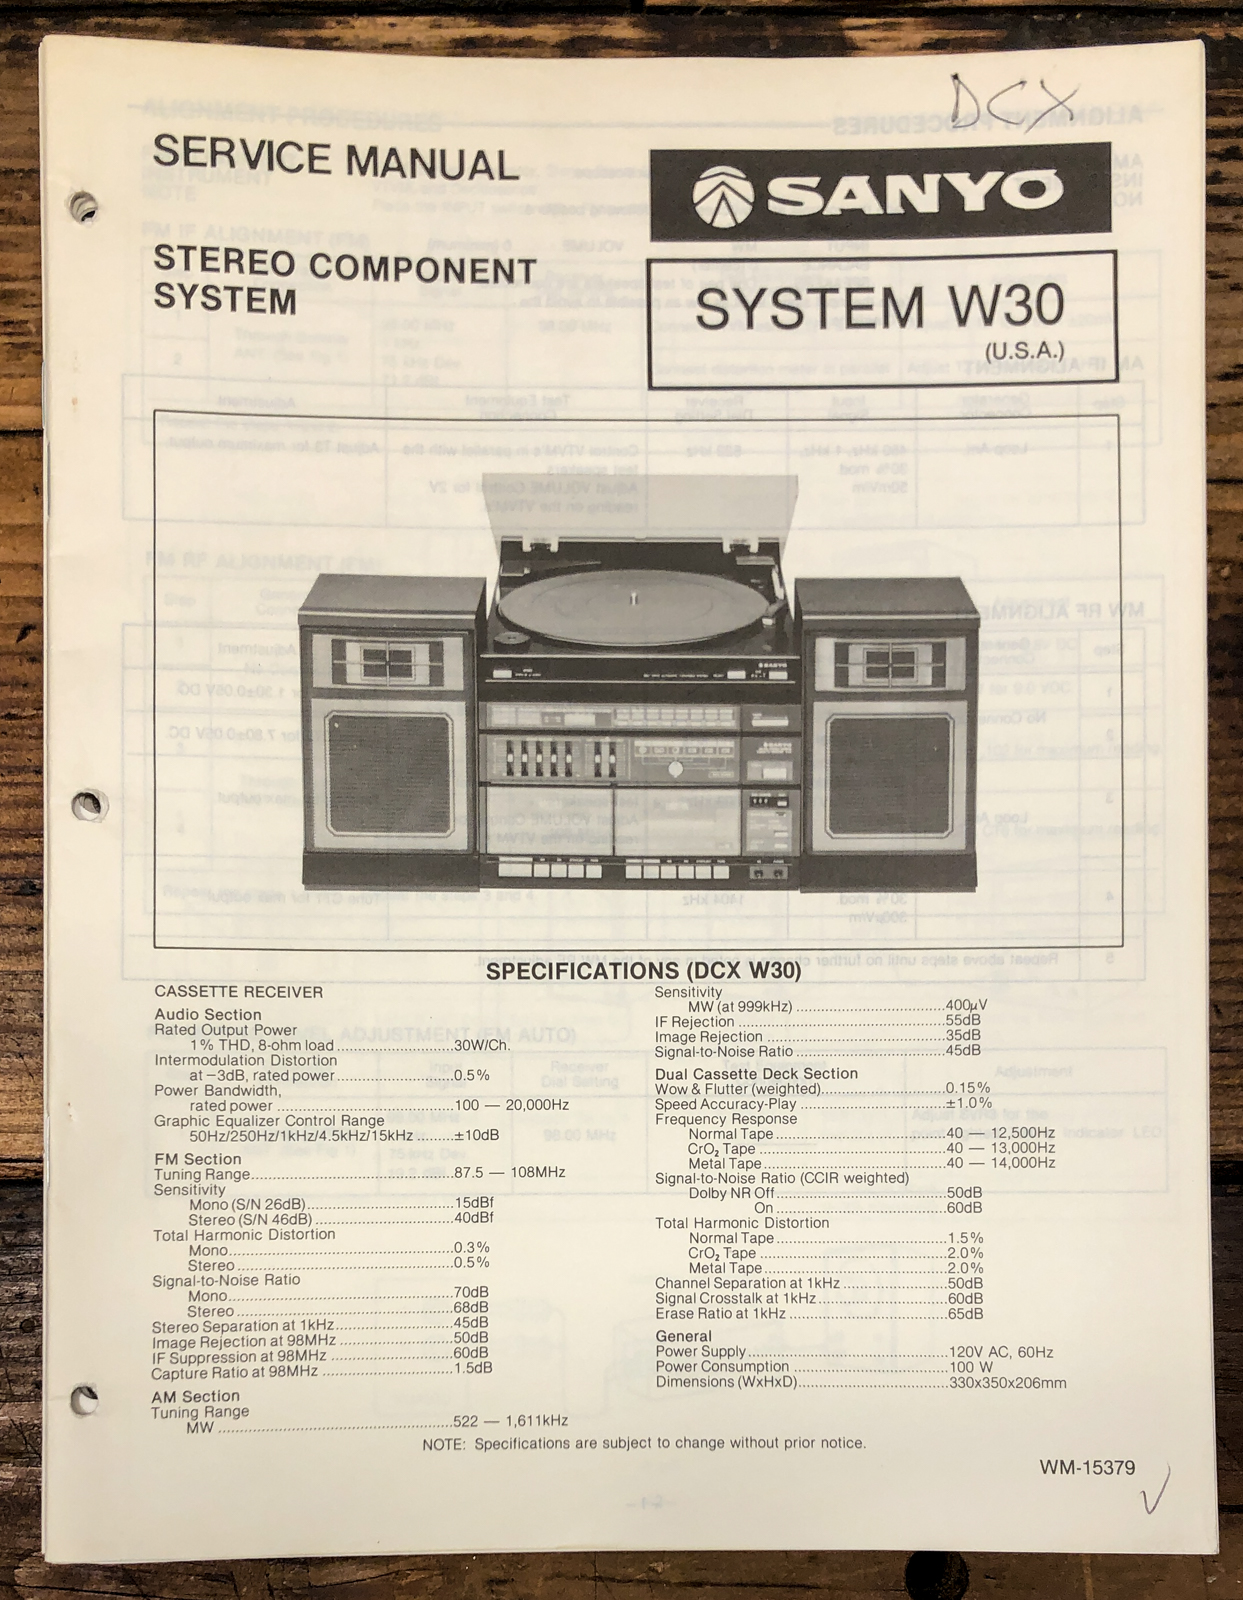 DCX
SERVICE MANUAL
SANYO
STEREO COMPONENT
SYSTEM
SYSTEM W30
(U.S.A.)
SANYO
SANYO
SPECIFICATIONS (DCX W30)
CASSETTE RECEIVER
Audio Section
Rated Output Power
1% THD, 8-ohm load ........ 30W/Ch.
Intermodulation Distortion
at −3dB, rated power ........ 0.5%
Power Bandwidth,
rated power ........ 100 — 20,000Hz
Graphic Equalizer Control Range
50Hz/250Hz/1kHz/4.5kHz/15kHz ........ ±10dB
FM Section
Tuning Range ........ 87.5 — 108MHz
Sensitivity
Mono (S/N 26dB) ........ 15dBf
Stereo (S/N 46dB) ........ 40dBf
Total Harmonic Distortion
Mono ........ 0.3%
Stereo ........ 0.5%
Signal-to-Noise Ratio
Mono ........ 70dB
Stereo ........ 68dB
Stereo Separation at 1kHz ........ 45dB
Image Rejection at 98MHz ........ 50dB
IF Suppression at 98MHz ........ 60dB
Capture Ratio at 98MHz ........ 1.5dB
AM Section
Tuning Range
MW ........ 522 — 1,611kHz
Sensitivity
MW (at 999kHz) ........ 400μV
IF Rejection ........ 55dB
Image Rejection ........ 35dB
Signal-to-Noise Ratio ........ 45dB
Dual Cassette Deck Section
Wow & Flutter (weighted) ........ 0.15%
Speed Accuracy-Play ........ ±1.0%
Frequency Response
Normal Tape ........ 40 — 12,500Hz
CrO₂ Tape ........ 40 — 13,000Hz
Metal Tape ........ 40 — 14,000Hz
Signal-to-Noise Ratio (CCIR weighted)
Dolby NR Off ........ 50dB
On ........ 60dB
Total Harmonic Distortion
Normal Tape ........ 1.5%
CrO₂ Tape ........ 2.0%
Metal Tape ........ 2.0%
Channel Separation at 1kHz ........ 50dB
Signal Crosstalk at 1kHz ........ 60dB
Erase Ratio at 1kHz ........ 65dB
General
Power Supply ........ 120V AC, 60Hz
Power Consumption ........ 100 W
Dimensions (WxHxD) ........ 330x350x206mm
NOTE: Specifications are subject to change without prior notice.
WM-15379